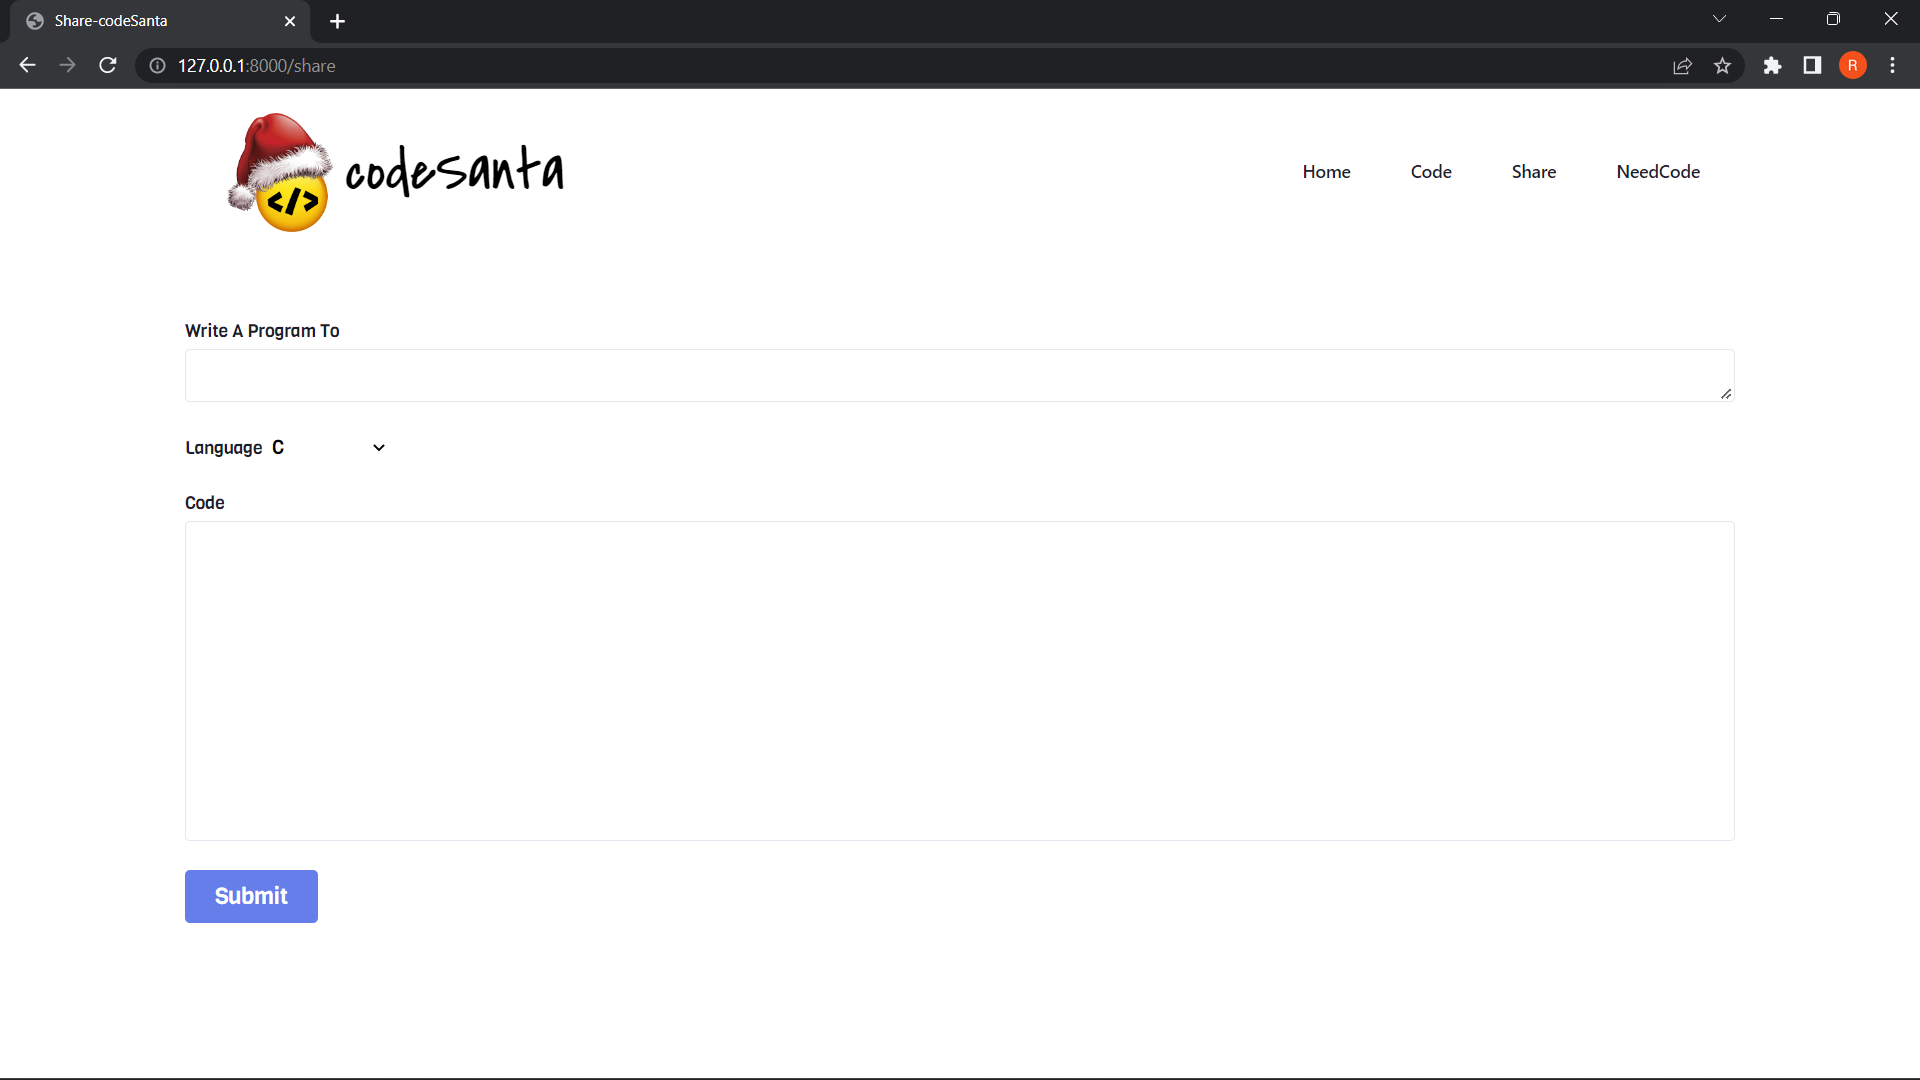 Share-codeSanta
127.0.0.1:8000/share
R
</>
codeSanta
Home
Code
Share
NeedCode
Write A Program To
Language C
Code
Submit